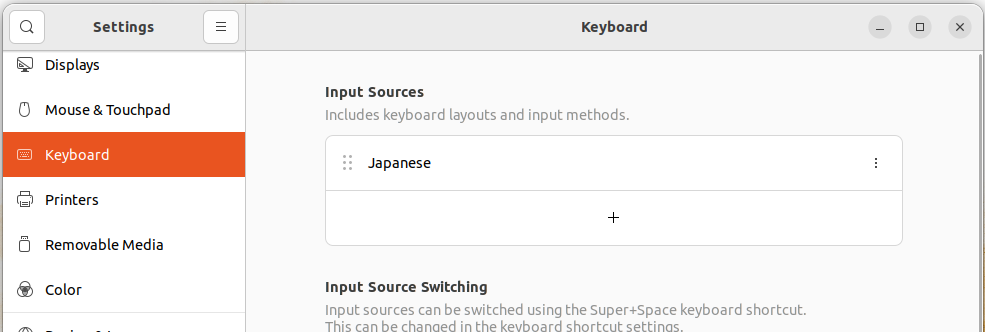 Settings
Keyboard
Displays
Mouse & Touchpad
Keyboard
Printers
Removable Media
Color
Input Sources
Includes keyboard layouts and input methods.
Japanese
Input Source Switching
Input sources can be switched using the Super+Space keyboard shortcut.
This can be changed in the keyboard shortcut settings.